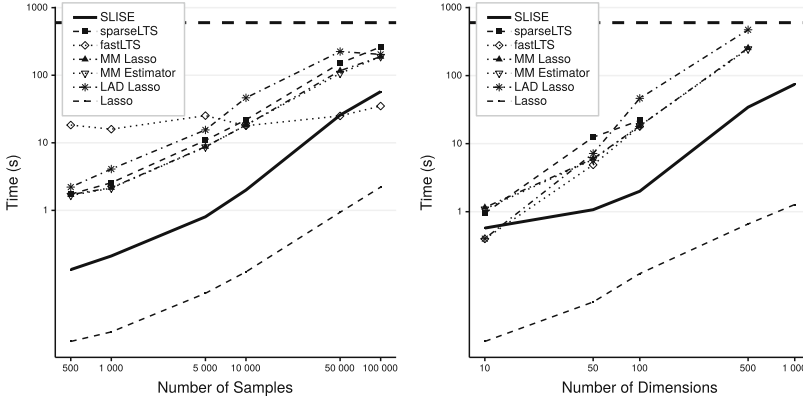 1000
100
10
1
Time (s)
SLISE
sparseLTS
fastLTS
MM Lasso
MM Estimator
LAD Lasso
Lasso
500
1 000
5 000
10 000
50 000
100 000
Number of Samples
1000
100
10
1
Time (s)
SLISE
sparseLTS
fastLTS
MM Lasso
MM Estimator
LAD Lasso
Lasso
10
50
100
500
1 000
Number of Dimensions